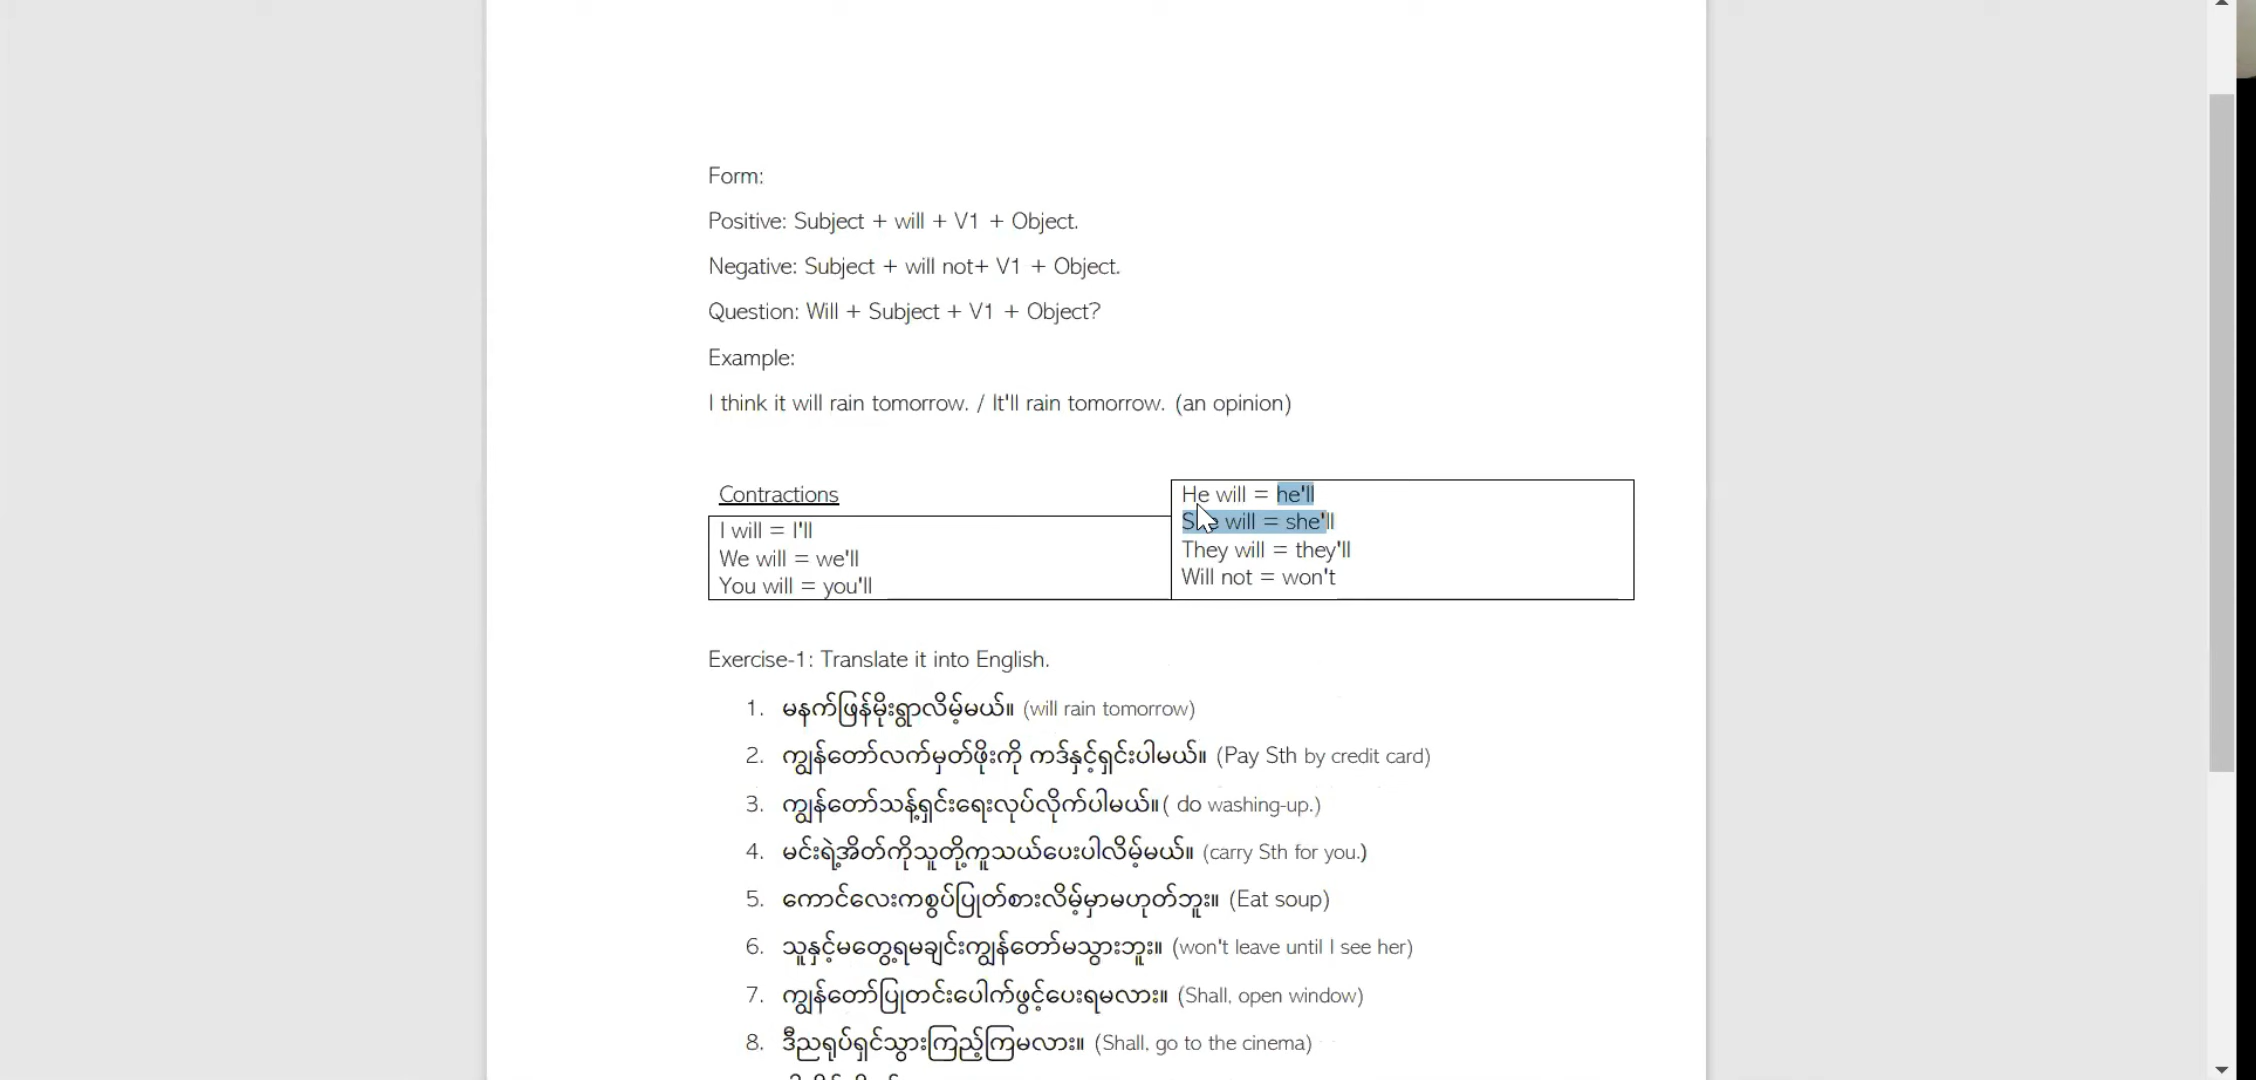 Form:
Positive: Subject + will + V1 + Object.
Negative: Subject + will not+ V1 + Object.
Question: Will + Subject + V1 + Object?
Example:
I think it will rain tomorrow. / It'll rain tomorrow. (an opinion)
Contractions
I will = I'll
We will = we'll
You will = you'll
He will = he'll
She will = she'll
They will = they'll
Will not = won't
Exercise-1: Translate it into English.
1. မနက်ဖြန်မိုးရွာလိမ့်မယ်။ (will rain tomorrow)
2. ကျွန်တော်လက်မှတ်ဖိုးကို ကဒ်နှင့်ရှင်းပါမယ်။ (Pay Sth by credit card)
3. ကျွန်တော်သန့်ရှင်းရေးလုပ်လိုက်ပါမယ်။( do washing-up.)
4. မင်းရဲ့အိတ်ကိုသူတို့ကူသယ်ပေးပါလိမ့်မယ်။ (carry Sth for you.)
5. ကောင်လေးကစွပ်ပြုတ်စားလိမ့်မှာမဟုတ်ဘူး။ (Eat soup)
6. သူနှင့်မတွေ့ရမချင်းကျွန်တော်မသွားဘူး။ (won't leave until I see her)
7. ကျွန်တော်ပြုတင်းပေါက်ဖွင့်ပေးရမလား။ (Shall, open window)
8. ဒီညရုပ်ရှင်သွားကြည့်ကြမလား။ (Shall, go to the cinema)